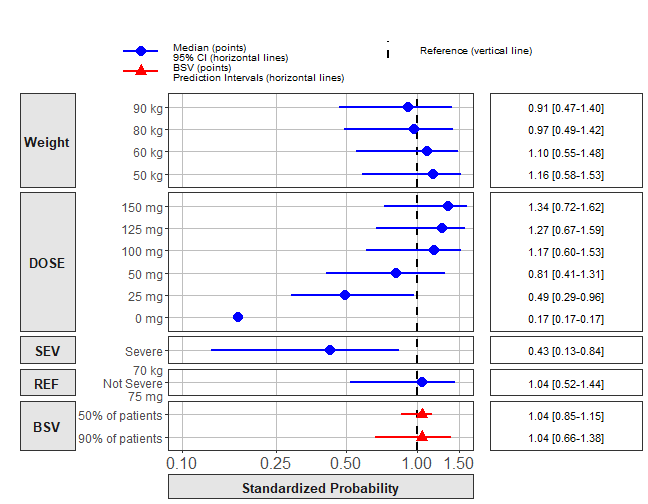 Median (points)
95% CI (horizontal lines)
BSV (points)
Prediction Intervals (horizontal lines)
Reference (vertical line)
Weight
90 kg
0.91 [0.47-1.40]
80 kg
0.97 [0.49-1.42]
60 kg
1.10 [0.55-1.48]
50 kg
1.16 [0.58-1.53]
DOSE
150 mg
1.34 [0.72-1.62]
125 mg
1.27 [0.67-1.59]
100 mg
1.17 [0.60-1.53]
50 mg
0.81 [0.41-1.31]
25 mg
0.49 [0.29-0.96]
0 mg
0.17 [0.17-0.17]
SEV
Severe
0.43 [0.13-0.84]
REF
70 kg
Not Severe
75 mg
1.04 [0.52-1.44]
BSV
50% of patients
1.04 [0.85-1.15]
90% of patients
1.04 [0.66-1.38]
0.10 0.25 0.50 1.00 1.50
Standardized Probability